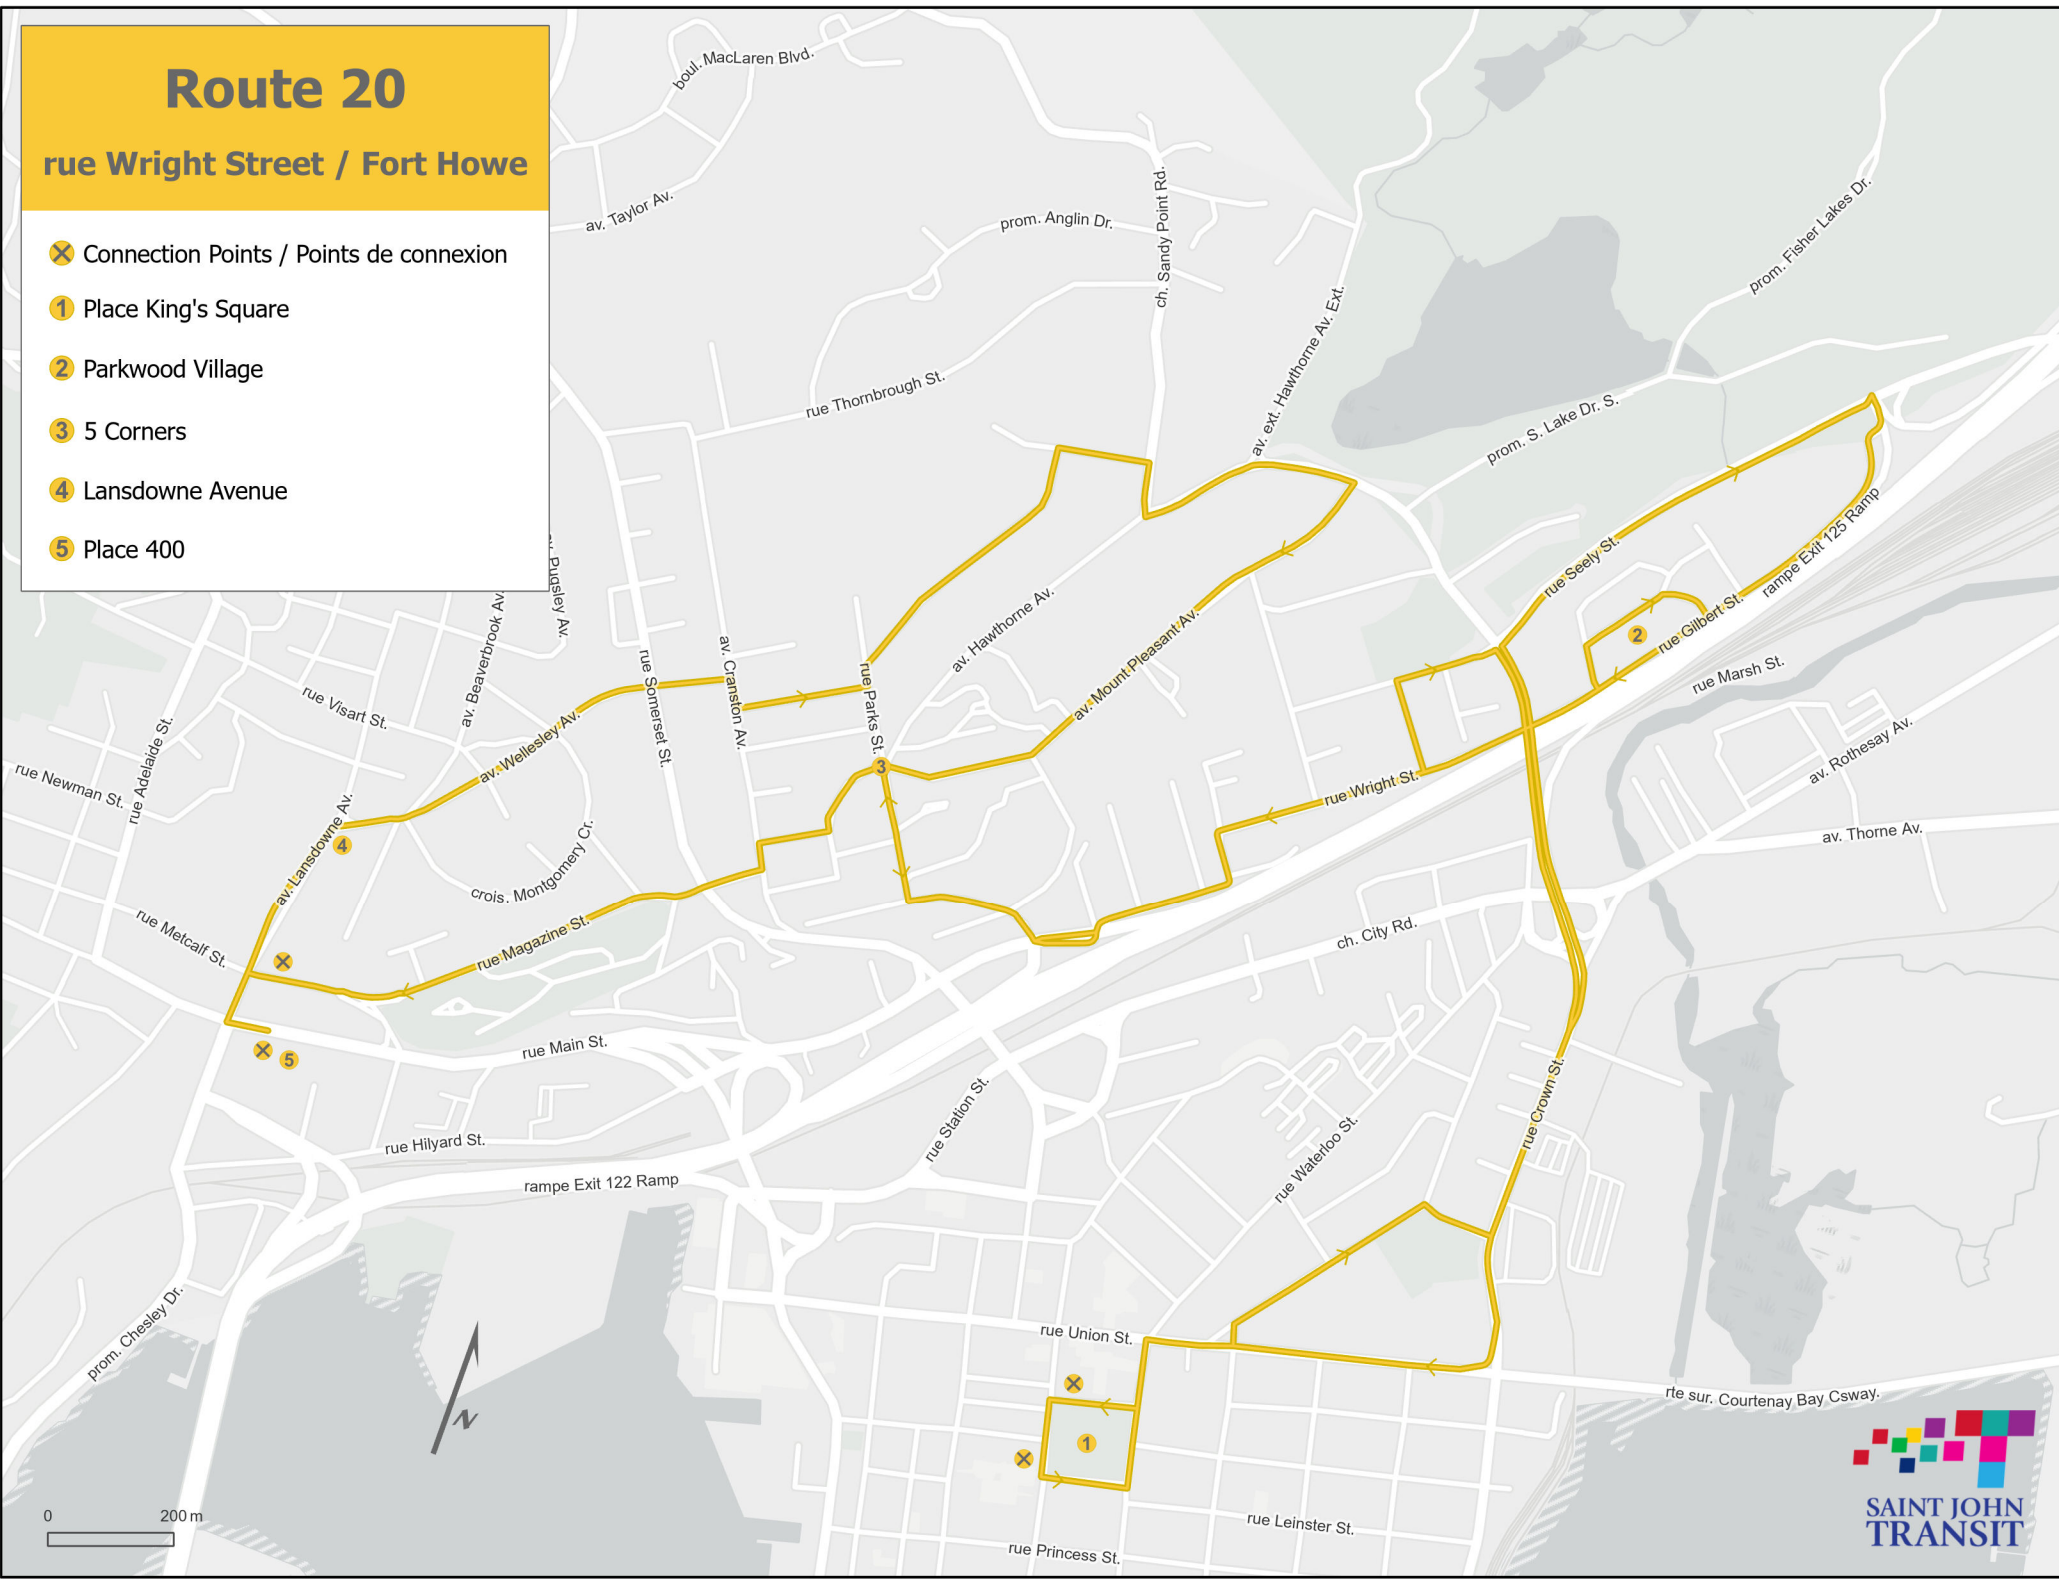 Route 20
rue Wright Street / Fort Howe
Connection Points / Points de connexion
1 Place King's Square
2 Parkwood Village
3 5 Corners
4 Lansdowne Avenue
5 Place 400
boul. MacLaren Blvd.
av. Taylor Av.
prom. Anglin Dr.
ch. Sandy Point Rd.
prom. Fisher Lakes Dr.
av. ext. Hawthorne Av. Ext.
rue Thornbrough St.
prom. S. Lake Dr. S.
rue Seely St.
rampe Exit 125 Ramp
av. Pugsley Av.
av. Beaverbrook Av.
av. Hawthorne Av.
rue Gilbert St.
2
rue Marsh St.
av. Mount Pleasant Av.
av. Cranston Av.
rue Somerset St.
rue Parks St.
rue Visart St.
rue Adelaide St.
av. Wellesley Av.
rue Newman St.
av. Rothesay Av.
3
rue Wright St.
av. Lansdowne Av.
4
av. Thorne Av.
crois. Montgomery Cr.
rue Metcalf St.
rue Magazine St.
ch. City Rd.
5
rue Main St.
rue Station St.
rue Crown St.
rue Hilyard St.
rue Waterloo St.
rampe Exit 122 Ramp
prom. Chesley Dr.
rue Union St.
rte sur. Courtenay Bay Csway.
1
N
0 200 m
rue Leinster St.
rue Princess St.
SAINT JOHN
TRANSIT